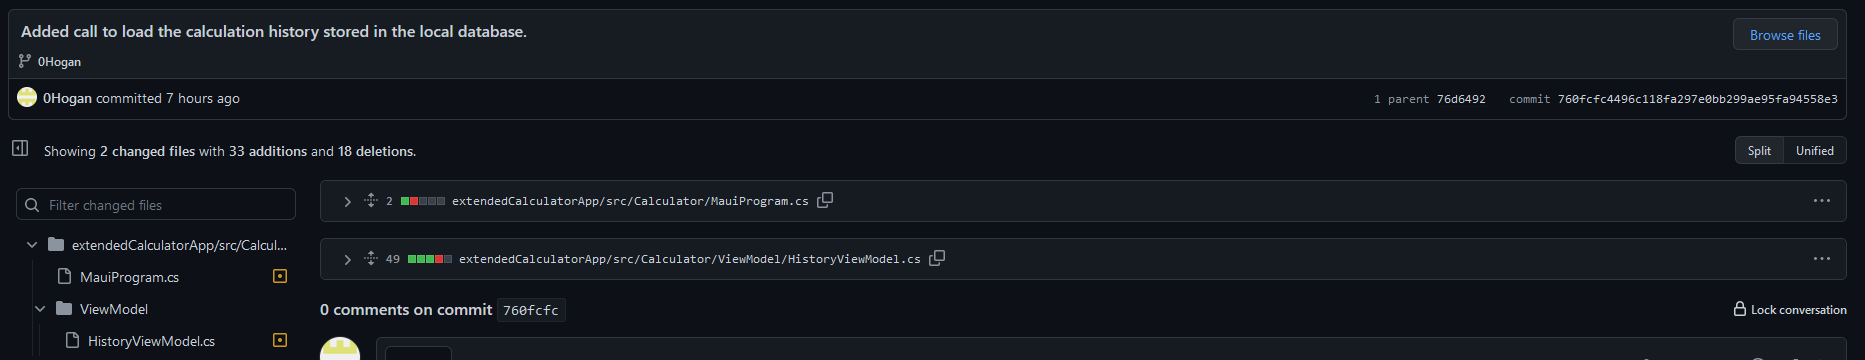 Added call to load the calculation history stored in the local database.
Browse files
0Hogan
0Hogan committed 7 hours ago
1 parent 76d6492 commit 760fcfc4496c118fa297e0bb299ae95fa94558e3
Showing 2 changed files with 33 additions and 18 deletions.
Split Unified
Filter changed files
2 extendedCalculatorApp/src/Calculator/MauiProgram.cs
extendedCalculatorApp/src/Calcul...
49 extendedCalculatorApp/src/Calculator/ViewModel/HistoryViewModel.cs
MauiProgram.cs
ViewModel
0 comments on commit 760fcfc
Lock conversation
HistoryViewModel.cs